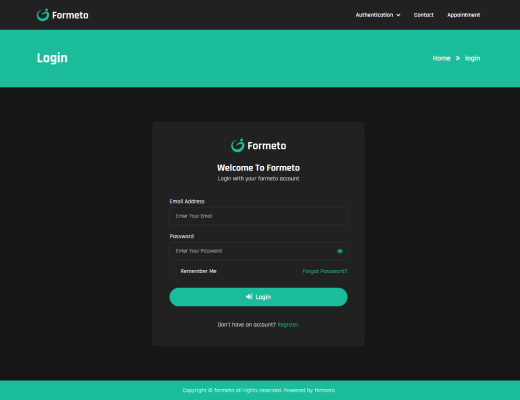 Formeto
Authentication
Contact
Appointment
Login
Home » login
Formeto
Welcome To Formeto
Login with your formeto account
Email Address
Enter Your Email
Password
Enter Your Password
Remember Me
Forgot Password?
Login
Don't have an account? Register.
Copyright © formeto all rights reserved. Powered by formeto